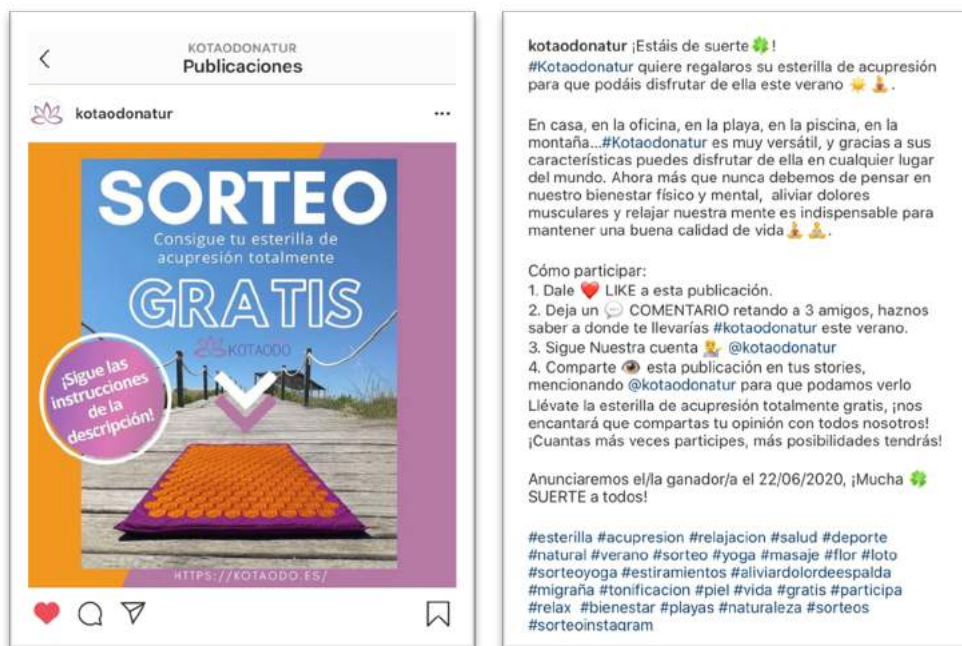 KOTAODONATUR
Publicaciones
kotaodonatur
SORTEO
Consigue tu esterilla de
acupresión totalmente
GRATIS
KOTAODO
¡Sigue las
instrucciones
de la
descripción!
HTTPS://KOTAODO.ES/
kotaodonatur ¡Estáis de suerte🍀!
#Kotaodonatur quiere regalaros su esterilla de acupresión
para que podáis disfrutar de ella este verano ☀️ 🧘.
En casa, en la oficina, en la playa, en la piscina, en la
montaña...#Kotaodonatur es muy versátil, y gracias a sus
características puedes disfrutar de ella en cualquier lugar
del mundo. Ahora más que nunca debemos de pensar en
nuestro bienestar físico y mental, aliviar dolores
musculares y relajar nuestra mente es indispensable para
mantener una buena calidad de vida🧘 🧘.
Cómo participar:
1. Dale ❤️ LIKE a esta publicación.
2. Deja un 💬 COMENTARIO retando a 3 amigos, haznos
saber a donde te llevarías #kotaodonatur este verano.
3. Sigue Nuestra cuenta @kotaodonatur
4. Comparte 👁 esta publicación en tus stories,
mencionando @kotaodonatur para que podamos verlo
Llévate la esterilla de acupresión totalmente gratis, ¡nos
encantará que compartas tu opinión con todos nosotros!
¡Cuantas más veces participes, más posibilidades tendrás!
Anunciaremos el/la ganador/a el 22/06/2020, ¡Mucha 🍀
SUERTE a todos!
#esterilla #acupresion #relajacion #salud #deporte
#natural #verano #sorteo #yoga #masaje #flor #loto
#sorteoyoga #estiramientos #aliviardolordeespalda
#migraña #tonificacion #piel #vida #gratis #participa
#relax #bienestar #playas #naturaleza #sorteos
#sorteoinstagram